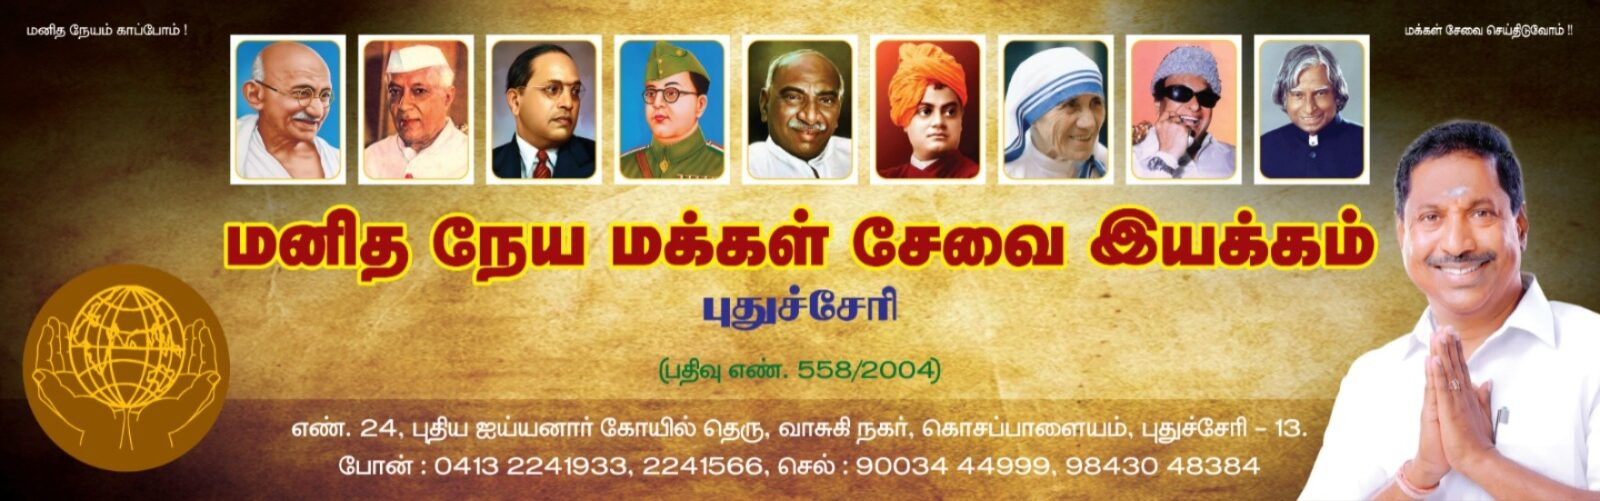 மனித நேயம் காப்போம் !
மக்கள் சேவை செய்திடுவோம் !!
மனித நேய மக்கள் சேவை இயக்கம்
புதுச்சேரி
(பதிவு எண். 558/2004)
எண். 24, புதிய ஐய்யனார் கோயில் தெரு, வாசுகி நகர், கொசப்பாளையம், புதுச்சேரி - 13.
போன் : 0413 2241933, 2241566, செல் : 90034 44999, 98430 48384